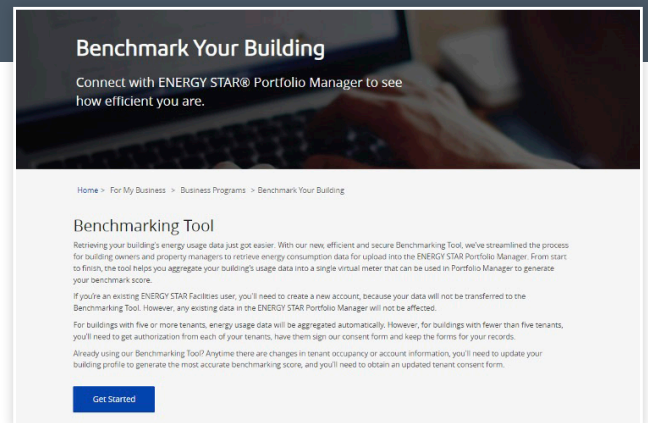 Benchmark Your Building
Connect with ENERGY STAR® Portfolio Manager to see
how efficient you are.
Home > For My Business > Business Programs > Benchmark Your Building
Benchmarking Tool
Retrieving your building's energy usage data just got easier. With our new, efficient and secure Benchmarking Tool, we've streamlined the process
for building owners and property managers to retrieve energy consumption data for upload into the ENERGY STAR Portfolio Manager. From start
to finish, the tool helps you aggregate your building's usage data into a single virtual meter that can be used in Portfolio Manager to generate
your benchmark score.
If you're an existing ENERGY STAR Facilities user, you'll need to create a new account, because your data will not be transferred to the
Benchmarking Tool. However, any existing data in the ENERGY STAR Portfolio Manager will not be affected.
For buildings with five or more tenants, energy usage data will be aggregated automatically. However, for buildings with fewer than five tenants,
you'll need to get authorization from each of your tenants, have them sign our consent form and keep the forms for your records.
Already using our Benchmarking Tool? Anytime there are changes in tenant occupancy or account information, you'll need to update your
building profile to generate the most accurate benchmarking score, and you'll need to obtain an updated tenant consent form.
Get Started